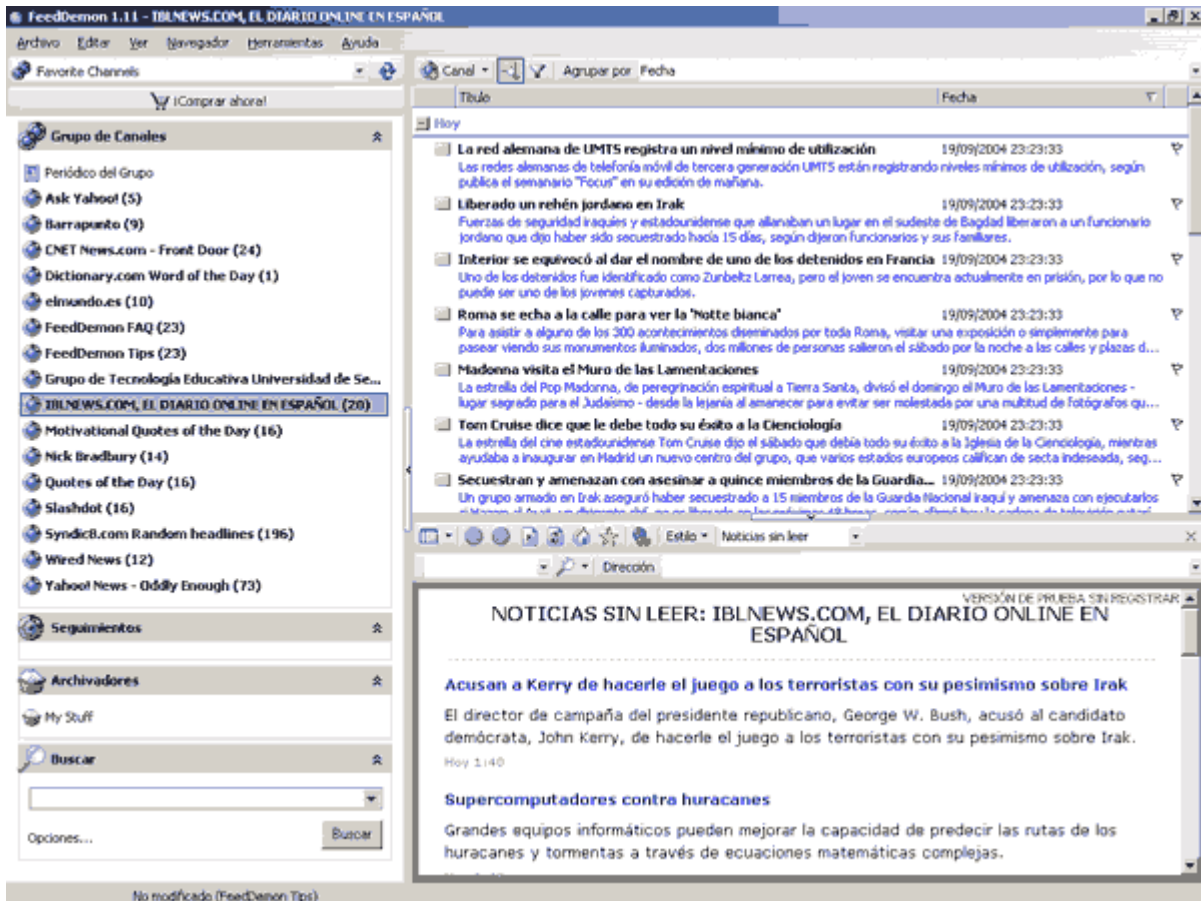 FeedDemon 1.11 - IBLNEWS.COM, EL DIARIO ONLINE EN ESPAÑOL
Archivo Editar Ver Navegador Herramientas Ayuda
Favorite Channels
¡Comprar ahora!
Grupo de Canales
Periódico del Grupo
Ask Yahoo! (5)
Barrapunto (9)
CNET News.com - Front Door (24)
Dictionary.com Word of the Day (1)
elmundo.es (10)
FeedDemon FAQ (23)
FeedDemon Tips (23)
Grupo de Tecnología Educativa Universidad de Se...
IBLNEWS.COM, EL DIARIO ONLINE EN ESPAÑOL (20)
Motivational Quotes of the Day (16)
Nick Bradbury (14)
Quotes of the Day (16)
Slashdot (16)
Syndic8.com Random headlines (196)
Wired News (12)
Yahoo! News - Oddly Enough (73)
Seguimientos
Archivadores
My Stuff
Buscar
Opciones...
Buscar
No modificado (FeedDemon Tips)
Canal Agrupar por Fecha
Título Fecha
Hoy
La red alemana de UMTS registra un nivel mínimo de utilización 19/09/2004 23:23:33
Las redes alemanas de telefonía móvil de tercera generación UMTS están registrando niveles mínimos de utilización, según
publica el semanario "Focus" en su edición de mañana.
Liberado un rehén jordano en Irak 19/09/2004 23:23:33
Fuerzas de seguridad iraquíes y estadounidense que allanaban un lugar en el sudeste de Bagdad liberaron a un funcionario
jordano que dijo haber sido secuestrado hacía 15 días, según dijeron funcionarios y sus familiares.
Interior se equivocó al dar el nombre de uno de los detenidos en Francia 19/09/2004 23:23:33
Uno de los detenidos fue identificado como Zunbeltz Larrea, pero el joven se encuentra actualmente en prisión, por lo que no
puede ser uno de los jovenes capturados.
Roma se echa a la calle para ver la 'Notte bianca' 19/09/2004 23:23:33
Para asistir a alguno de los 300 acontecimientos diseminados por toda Roma, visitar una exposición o simplemente para
pasear viendo sus monumentos iluminados, dos millones de personas salieron el sábado por la noche a las calles y plazas d...
Madonna visita el Muro de las Lamentaciones 19/09/2004 23:23:33
La estrella del Pop Madonna, de peregrinación espiritual a Tierra Santa, divisó el domingo el Muro de las Lamentaciones -
lugar sagrado para el Judaísmo - desde la lejanía al amanecer para evitar ser molestada por una multitud de fotógrafos qu...
Tom Cruise dice que le debe todo su éxito a la Cienciología 19/09/2004 23:23:33
La estrella del cine estadounidense Tom Cruise dijo el sábado que debía todo su éxito a la Iglesia de la Cienciología, mientras
ayudaba a inaugurar en Madrid un nuevo centro del grupo, que varios estados europeos califican de secta indeseada, seg...
Secuestran y amenazan con asesinar a quince miembros de la Guardia... 19/09/2004 23:23:33
Un grupo armado en Irak aseguró haber secuestrado a 15 miembros de la Guardia Nacional iraquí y amenaza con ejecutarlos
Estilo Noticias sin leer
Dirección
VERSIÓN DE PRUEBA SIN REGISTRAR
NOTICIAS SIN LEER: IBLNEWS.COM, EL DIARIO ONLINE EN
ESPAÑOL
Acusan a Kerry de hacerle el juego a los terroristas con su pesimismo sobre Irak
El director de campaña del presidente republicano, George W. Bush, acusó al candidato
demócrata, John Kerry, de hacerle el juego a los terroristas con su pesimismo sobre Irak.
Hoy 1:40
Supercomputadores contra huracanes
Grandes equipos informáticos pueden mejorar la capacidad de predecir las rutas de los
huracanes y tormentas a través de ecuaciones matemáticas complejas.